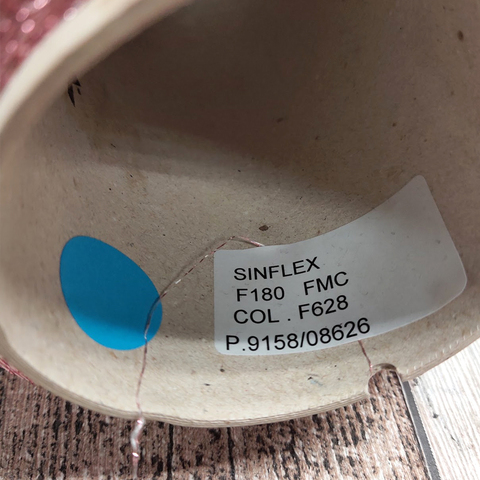 SINFLEX
F180 FMC
COL . F628
P.9158/08626